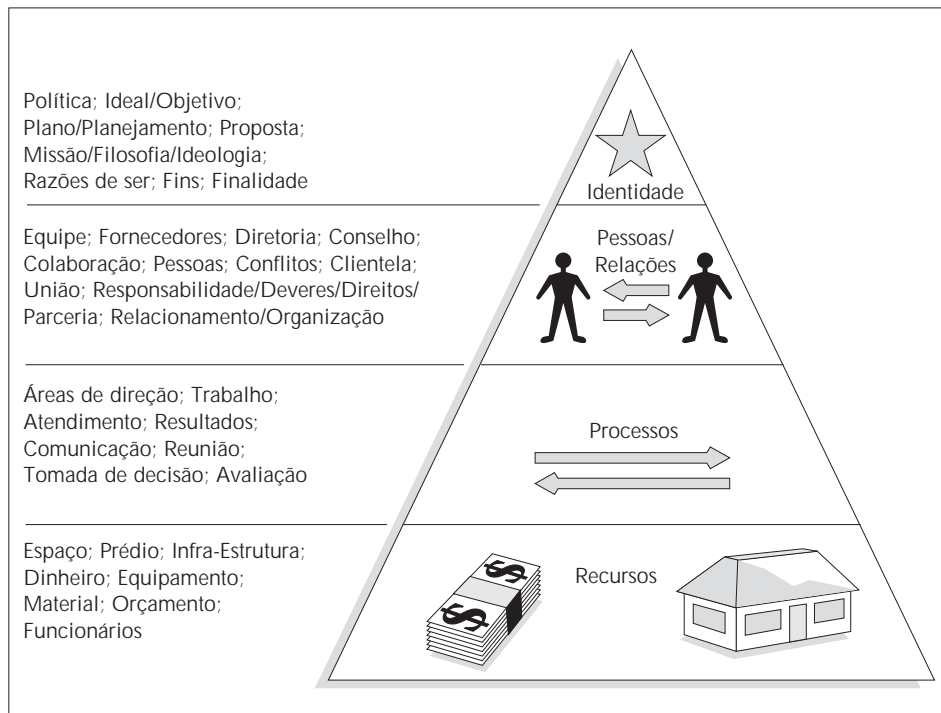 Política; Ideal/Objetivo;
Plano/Planejamento; Proposta;
Missão/Filosofia/Ideologia;
Razões de ser; Fins; Finalidade
Identidade
Equipe; Fornecedores; Diretoria; Conselho;
Colaboração; Pessoas; Conflitos; Clientela;
União; Responsabilidade/Deveres/Direitos/
Parceria; Relacionamento/Organização
Pessoas/
Relações
Áreas de direção; Trabalho;
Atendimento; Resultados;
Comunicação; Reunião;
Tomada de decisão; Avaliação
Processos
Espaço; Prédio; Infra-Estrutura;
Dinheiro; Equipamento;
Material; Orçamento;
Funcionários
$
$
Recursos